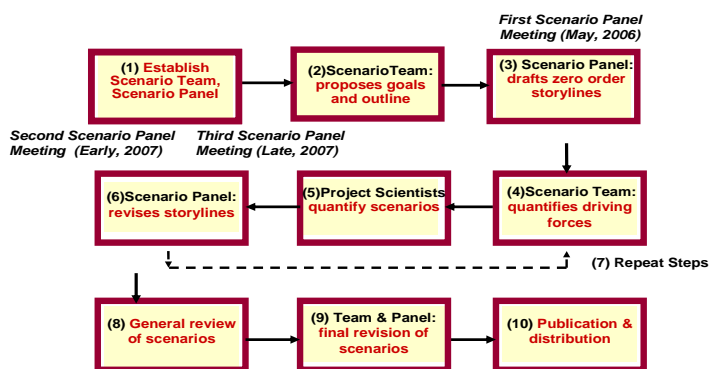 First Scenario Panel
Meeting (May, 2006)
(1) Establish
Scenario Team,
Scenario Panel
(2)ScenarioTeam:
proposes goals
and outline
(3) Scenario Panel:
drafts zero order
storylines
Second Scenario Panel
Meeting (Early, 2007)
Third Scenario Panel
Meeting (Late, 2007)
(6)Scenario Panel:
revises storylines
(5)Project Scientists
quantify scenarios
(4)Scenario Team:
quantifies driving
forces
(7) Repeat Steps
(8) General review
of scenarios
(9) Team & Panel:
final revision of
scenarios
(10) Publication &
distribution